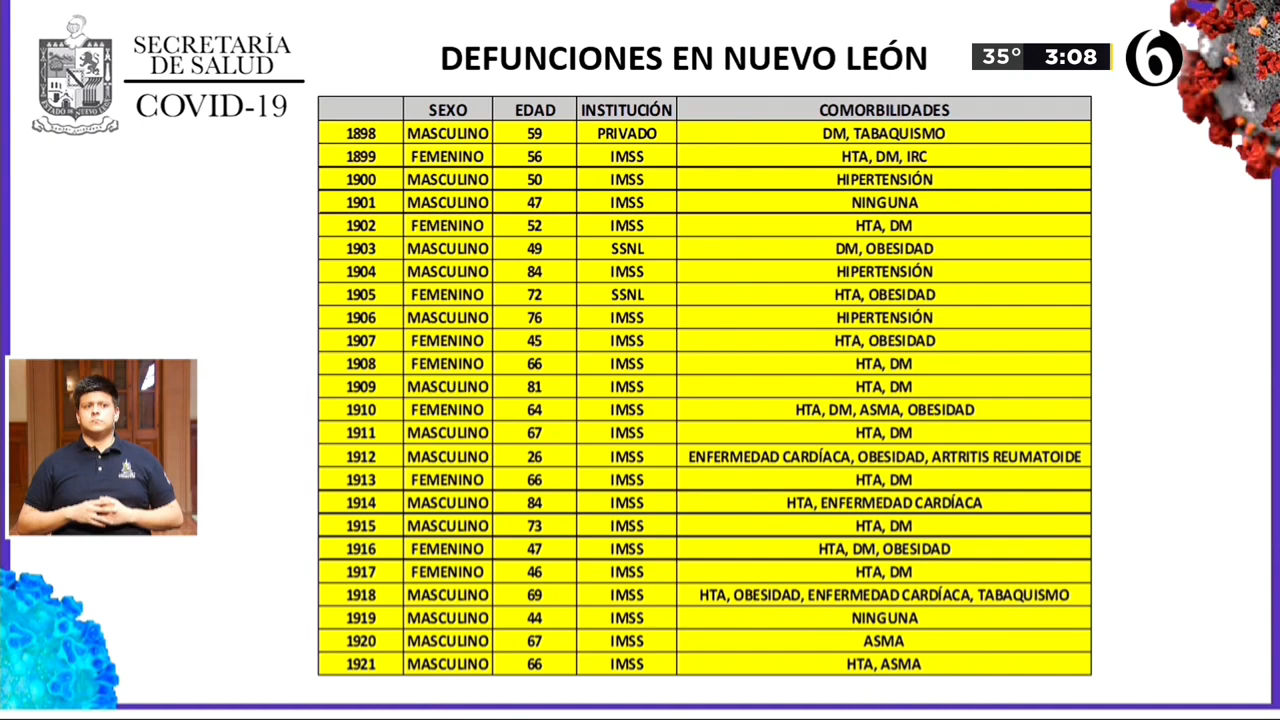 SECRETARÍA
DE SALUD
COVID-19
DEFUNCIONES EN NUEVO LEÓN
35° 3:08
6
SEXO EDAD INSTITUCIÓN COMORBILIDADES
1898 MASCULINO 59 PRIVADO DM, TABAQUISMO
1899 FEMENINO 56 IMSS HTA, DM, IRC
1900 MASCULINO 50 IMSS HIPERTENSIÓN
1901 MASCULINO 47 IMSS NINGUNA
1902 FEMENINO 52 IMSS HTA, DM
1903 MASCULINO 49 SSNL DM, OBESIDAD
1904 MASCULINO 84 IMSS HIPERTENSIÓN
1905 FEMENINO 72 SSNL HTA, OBESIDAD
1906 MASCULINO 76 IMSS HIPERTENSIÓN
1907 FEMENINO 45 IMSS HTA, OBESIDAD
1908 FEMENINO 66 IMSS HTA, DM
1909 MASCULINO 81 IMSS HTA, DM
1910 FEMENINO 64 IMSS HTA, DM, ASMA, OBESIDAD
1911 MASCULINO 67 IMSS HTA, DM
1912 MASCULINO 26 IMSS ENFERMEDAD CARDÍACA, OBESIDAD, ARTRITIS REUMATOIDE
1913 FEMENINO 66 IMSS HTA, DM
1914 MASCULINO 84 IMSS HTA, ENFERMEDAD CARDÍACA
1915 MASCULINO 73 IMSS HTA, DM
1916 FEMENINO 47 IMSS HTA, DM, OBESIDAD
1917 FEMENINO 46 IMSS HTA, DM
1918 MASCULINO 69 IMSS HTA, OBESIDAD, ENFERMEDAD CARDÍACA, TABAQUISMO
1919 MASCULINO 44 IMSS NINGUNA
1920 MASCULINO 67 IMSS ASMA
1921 MASCULINO 66 IMSS HTA, ASMA